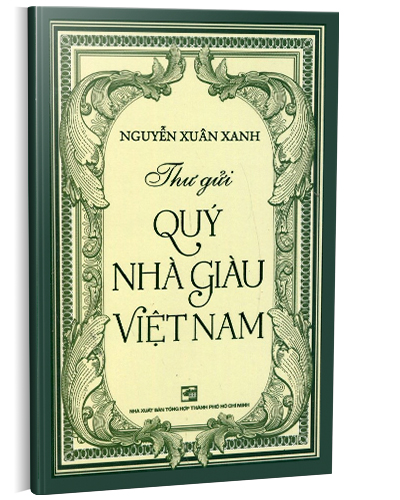 NGUYỄN XUÂN XANH
Thư gửi
QUÝ
NHÀ GIÀU
VIỆT NAM
NHÀ XUẤT BẢN TỔNG HỢP THÀNH PHỐ HỒ CHÍ MINH